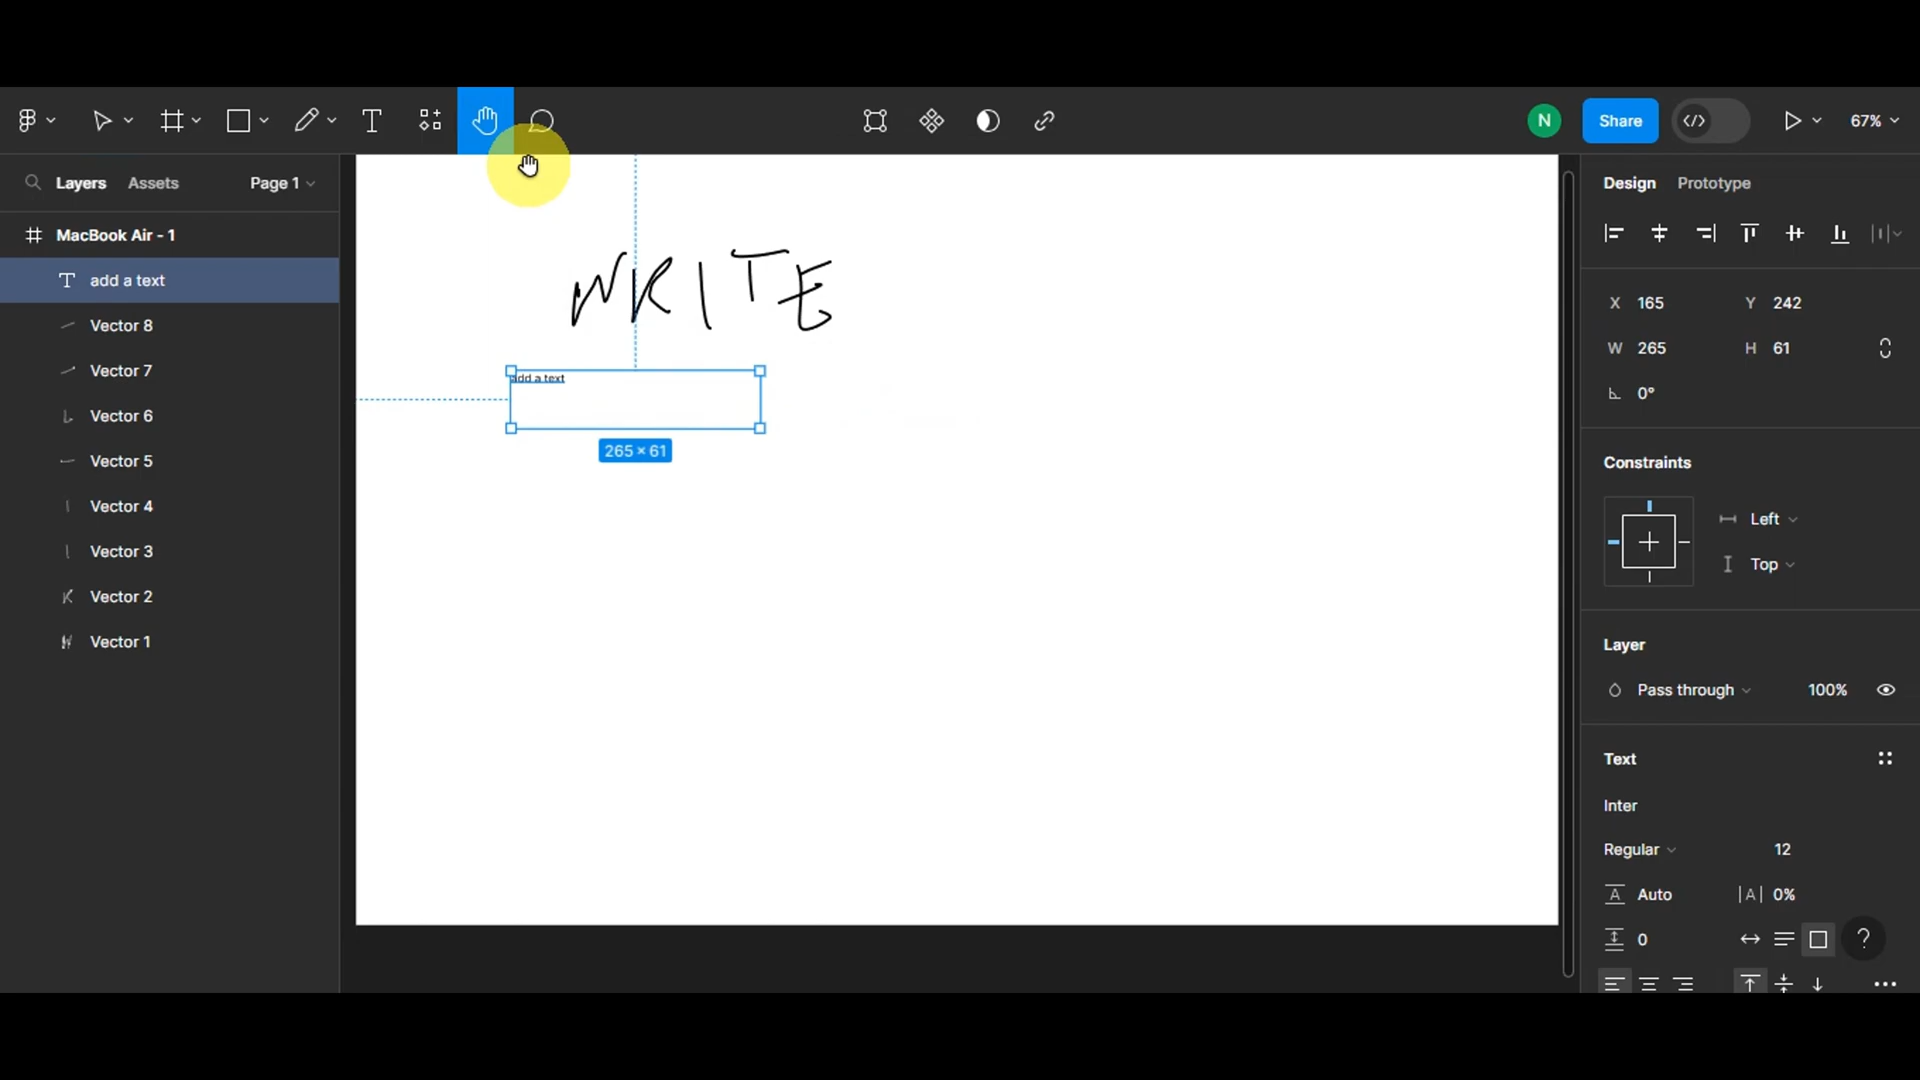 N
Share
67%
Layers
Assets
Page 1
Design
Prototype
MacBook Air - 1
add a text
Vector 8
Vector 7
Vector 6
Vector 5
Vector 4
Vector 3
Vector 2
Vector 1
WRITE
add a text
265 × 61
X 165
Y 242
W 265
H 61
0°
Constraints
Left
Top
Layer
Pass through
100%
Text
Inter
Regular
12
A Auto
|A| 0%
0
?